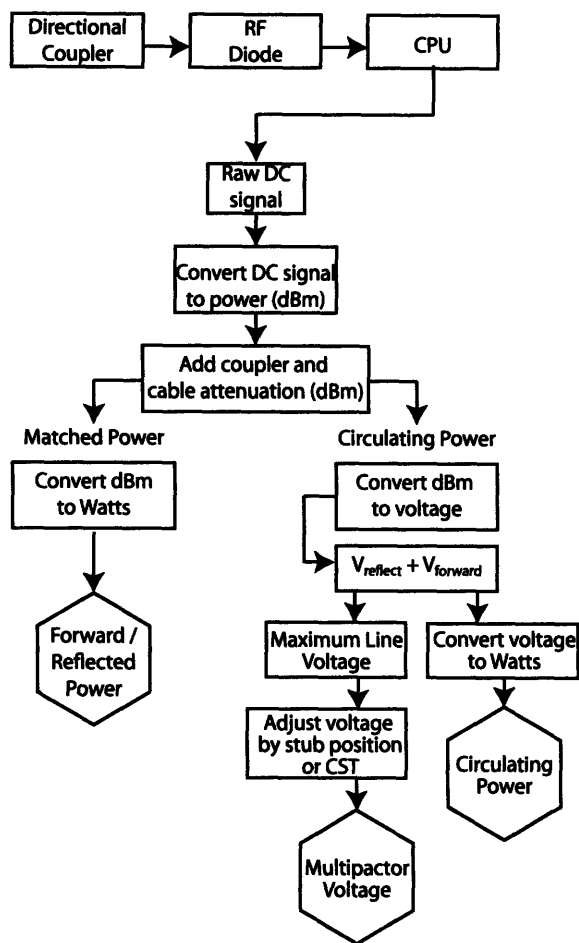 Directional
Coupler
RF
Diode
CPU
Raw DC
signal
Convert DC signal
to power (dBm)
Add coupler and
cable attenuation (dBm)
Matched Power
Convert dBm
to Watts
Forward /
Reflected
Power
Circulating Power
Convert dBm
to voltage
Vreflect + Vforward
Maximum Line
Voltage
Adjust voltage
by stub position
or CST
Multipactor
Voltage
Convert voltage
to Watts
Circulating
Power